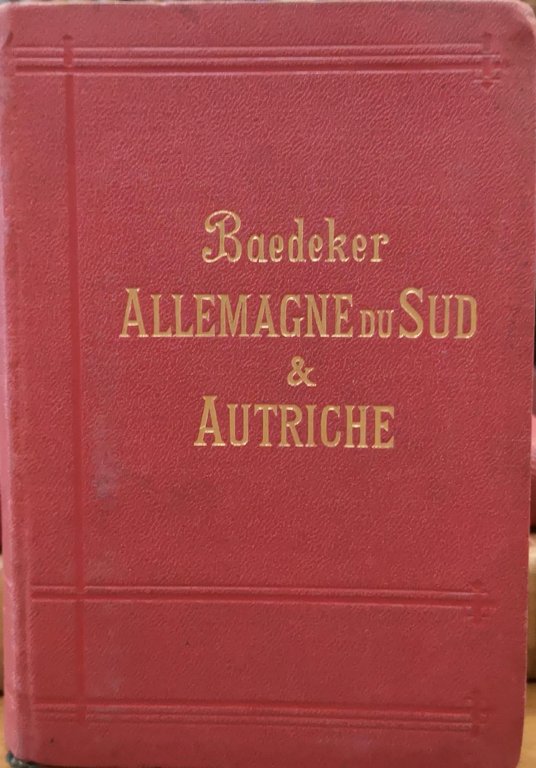 Baedeker
ALLEMAGNE DU SUD
&
AUTRICHE